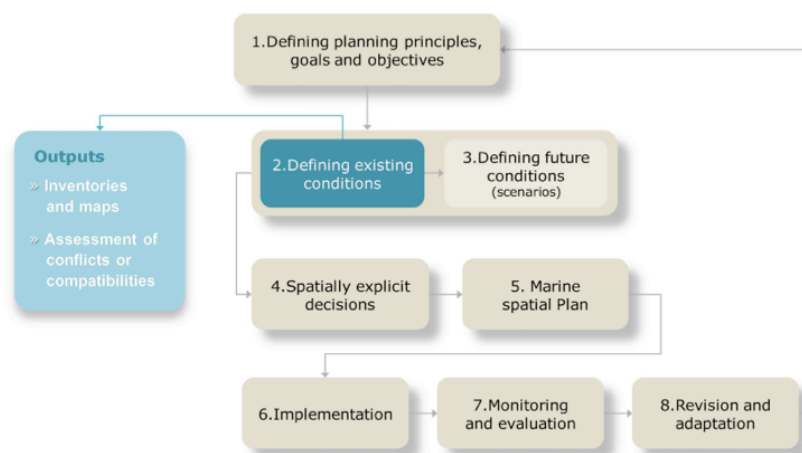 1.Defining planning principles,
goals and objectives
Outputs
» Inventories
and maps
» Assessment of
conflicts or
compatibilities
2.Defining existing
conditions
3.Defining future
conditions
(scenarios)
4.Spatially explicit
decisions
5. Marine
spatial Plan
6.Implementation
7.Monitoring
and evaluation
8.Revision and
adaptation